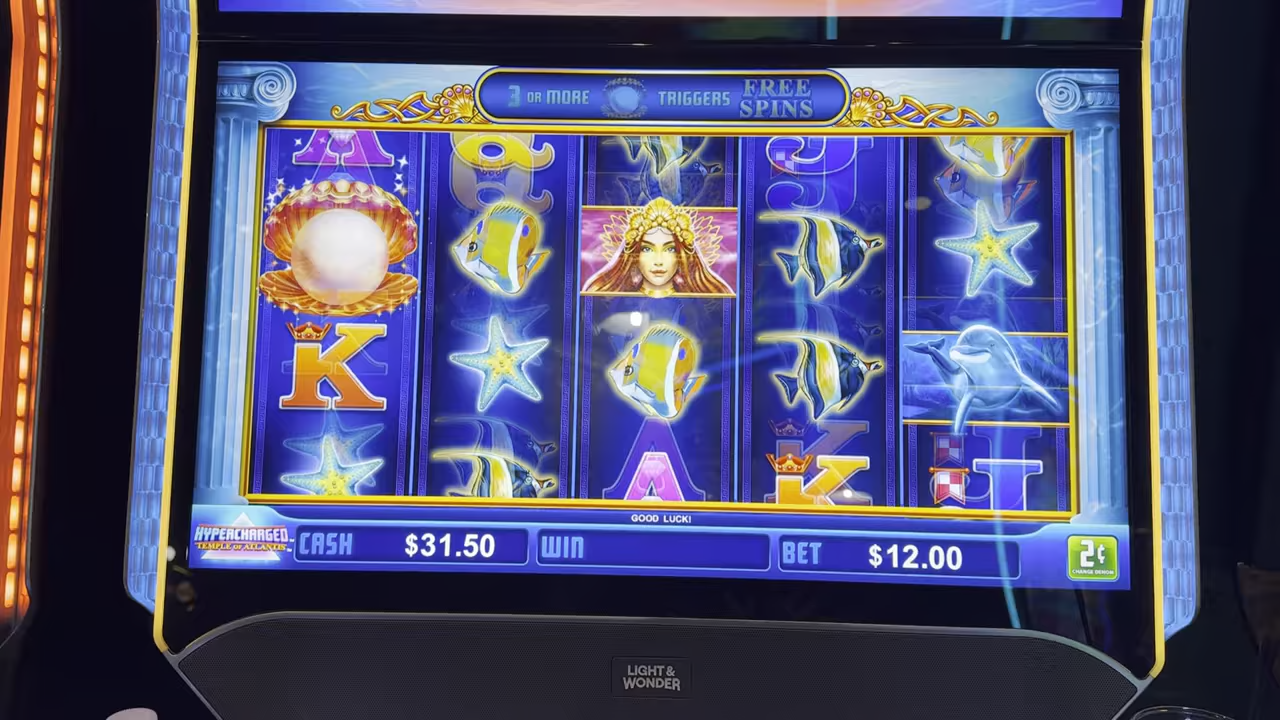 3 OR MORE TRIGGERS FREE SPINS
A Q J
K
A K J
GOOD LUCK!
HYPERCHARGED
TEMPLE OF ATLANTIS
CASH $31.50 WIN BET $12.00
2¢
CHANGE DENOM
LIGHT &
WONDER